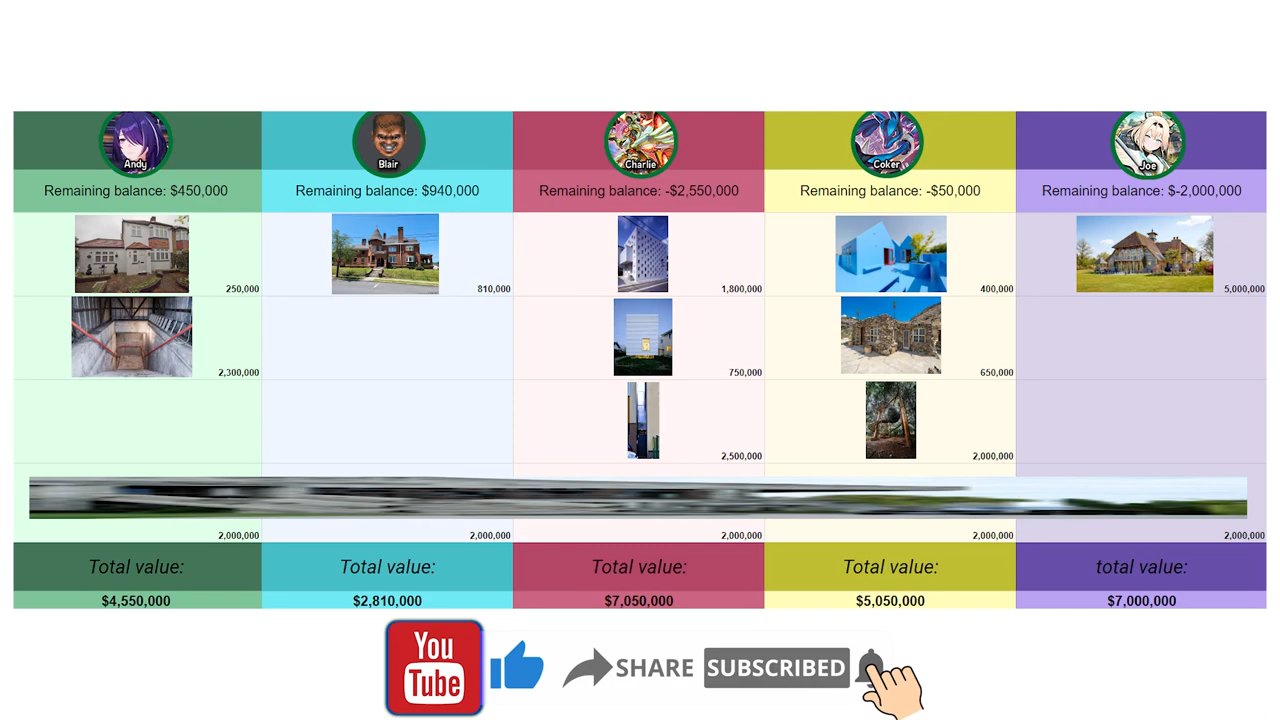 Andy
Blair
Charlie
Coker
Joe
Remaining balance: $450,000
Remaining balance: $940,000
Remaining balance: -$2,550,000
Remaining balance: -$50,000
Remaining balance: $-2,000,000
250,000
810,000
1,800,000
400,000
5,000,000
2,300,000
750,000
650,000
2,500,000
2,000,000
2,000,000
2,000,000
2,000,000
2,000,000
2,000,000
Total value:
Total value:
Total value:
Total value:
total value:
$4,550,000
$2,810,000
$7,050,000
$5,050,000
$7,000,000
You
Tube
SHARE
SUBSCRIBED